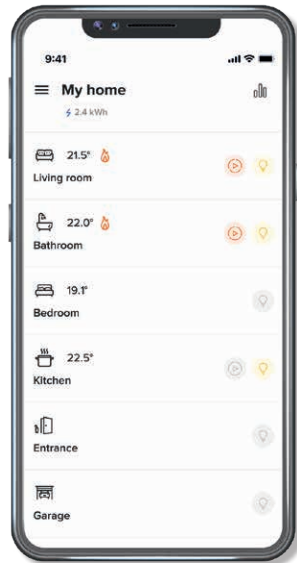 9:41
My home
2.4 kWh
21.5°
Living room
22.0°
Bathroom
19.1°
Bedroom
22.5°
Kitchen
Entrance
Garage